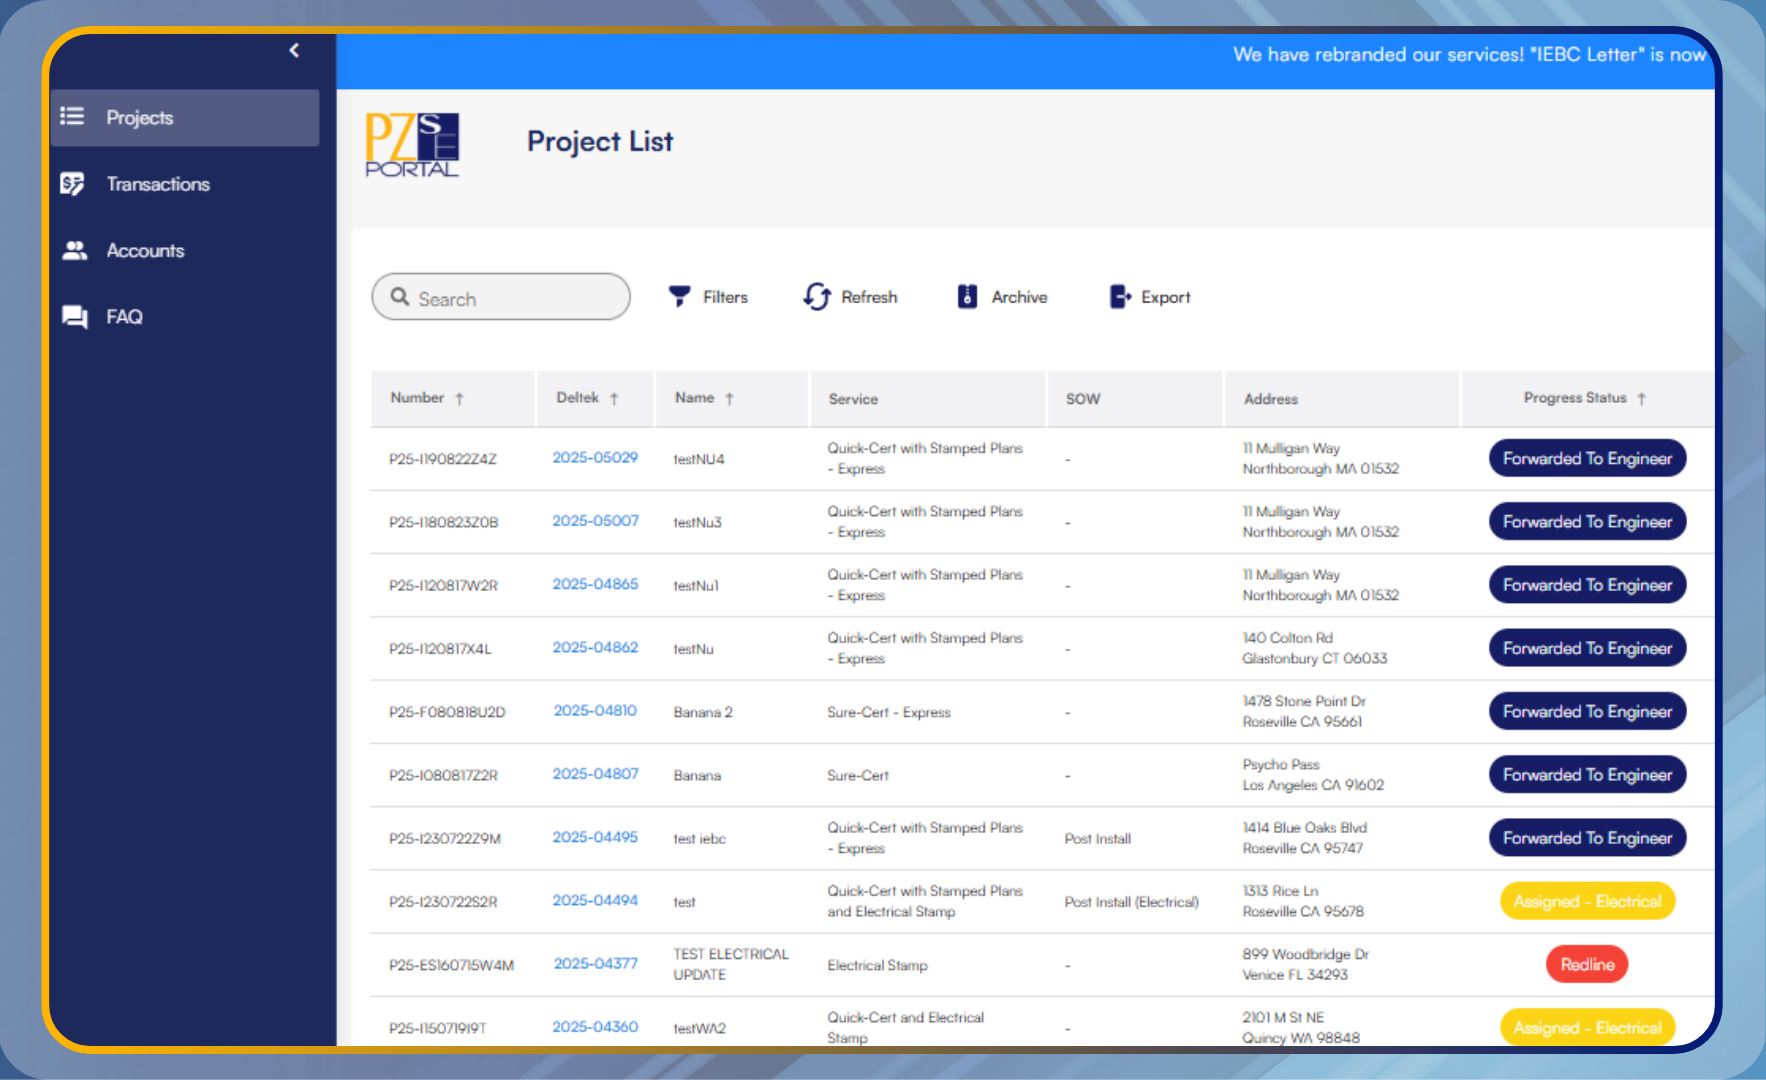 We have rebranded our services! "IEBC Letter" is now
Projects
Transactions
Accounts
FAQ
PZSE
PORTAL
Project List
Search
Filters
Refresh
Archive
Export
Number ↑ Deltek ↑ Name ↑ Service SOW Address Progress Status ↑
P25-I190822Z4Z 2025-05029 testNU4 Quick-Cert with Stamped Plans - 11 Mulligan Way Forwarded To Engineer
- Express Northborough MA 01532
P25-I180823Z0B 2025-05007 testNu3 Quick-Cert with Stamped Plans - 11 Mulligan Way Forwarded To Engineer
- Express Northborough MA 01532
P25-I120817W2R 2025-04865 testNu1 Quick-Cert with Stamped Plans - 11 Mulligan Way Forwarded To Engineer
- Express Northborough MA 01532
P25-I120817X4L 2025-04862 testNu Quick-Cert with Stamped Plans - 140 Colton Rd Forwarded To Engineer
- Express Glastonbury CT 06033
P25-F080818U2D 2025-04810 Banana 2 Sure-Cert - Express - 1478 Stone Point Dr Forwarded To Engineer
Roseville CA 95661
P25-I080817Z2R 2025-04807 Banana Sure-Cert - Psycho Pass Forwarded To Engineer
Los Angeles CA 91602
P25-I230722Z9M 2025-04495 test iebc Quick-Cert with Stamped Plans Post Install 1414 Blue Oaks Blvd Forwarded To Engineer
- Express Roseville CA 95747
P25-I230722S2R 2025-04494 test Quick-Cert with Stamped Plans Post Install (Electrical) 1313 Rice Ln Assigned - Electrical
and Electrical Stamp Roseville CA 95678
P25-ES160715W4M 2025-04377 TEST ELECTRICAL Electrical Stamp - 899 Woodbridge Dr Redline
UPDATE Venice FL 34293
P25-I150719I9T 2025-04360 testWA2 Quick-Cert and Electrical - 2101 M St NE Assigned - Electrical
Stamp Quincy WA 98848